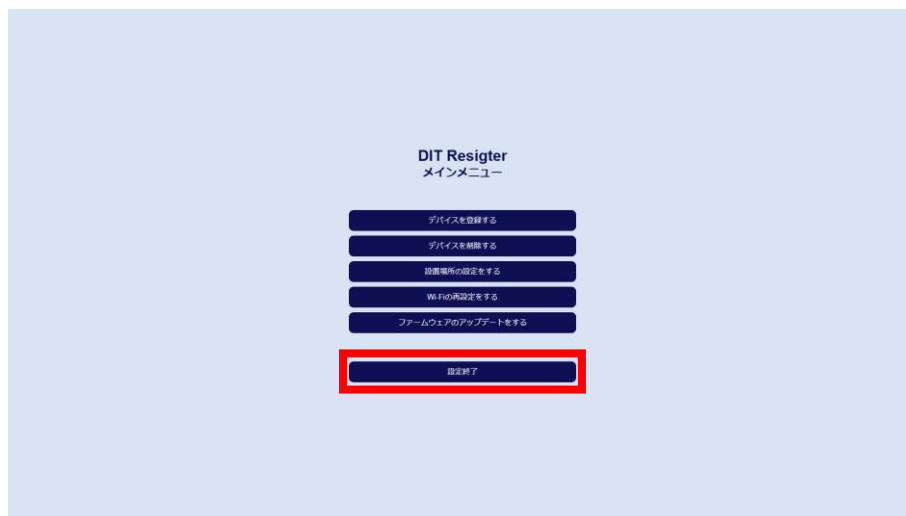 DIT Resigter
メインメニュー
デバイスを登録する
デバイスを削除する
設置場所の設定をする
Wi-Fiの再設定をする
ファームウェアのアップデートをする
設定終了